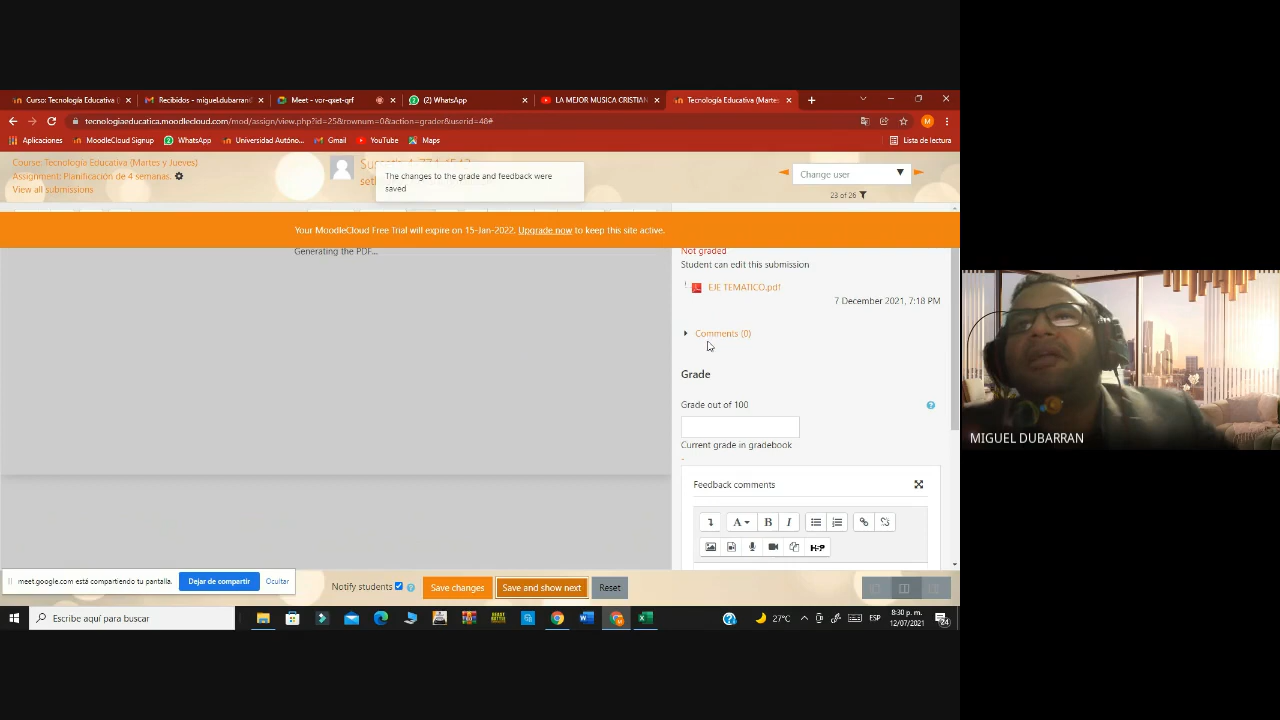 Curso: Tecnología Educativa (
Recibidos - miguel.dubarran@
Meet - vor-qxet-qrf
(2) WhatsApp
LA MEJOR MUSICA CRISTIAN
Tecnología Educativa (Martes
tecnologiaeducatica.moodlecloud.com/mod/assign/view.php?id=25&rownum=0&action=grader&userid=48#
M
Aplicaciones
MoodleCloud Signup
WhatsApp
Universidad Autóno...
Gmail
YouTube
Maps
Lista de lectura
Course: Tecnología Educativa (Martes y Jueves)
Assignment: Planificación de 4 semanas.
View all submissions
The changes to the grade and feedback were
saved
Change user
23 of 26
Your MoodleCloud Free Trial will expire on 15-Jan-2022. Upgrade now to keep this site active.
Generating the PDF...
Not graded
Student can edit this submission
EJE TEMATICO.pdf
7 December 2021, 7:18 PM
Comments (0)
Grade
Grade out of 100
Current grade in gradebook
-
Feedback comments
A
B
I
H-P
meet.google.com está compartiendo tu pantalla.
Dejar de compartir
Ocultar
Notify students
Save changes
Save and show next
Reset
Escribe aquí para buscar
27°C
ESP
8:30 p. m.
12/07/2021
24
MIGUEL DUBARRAN